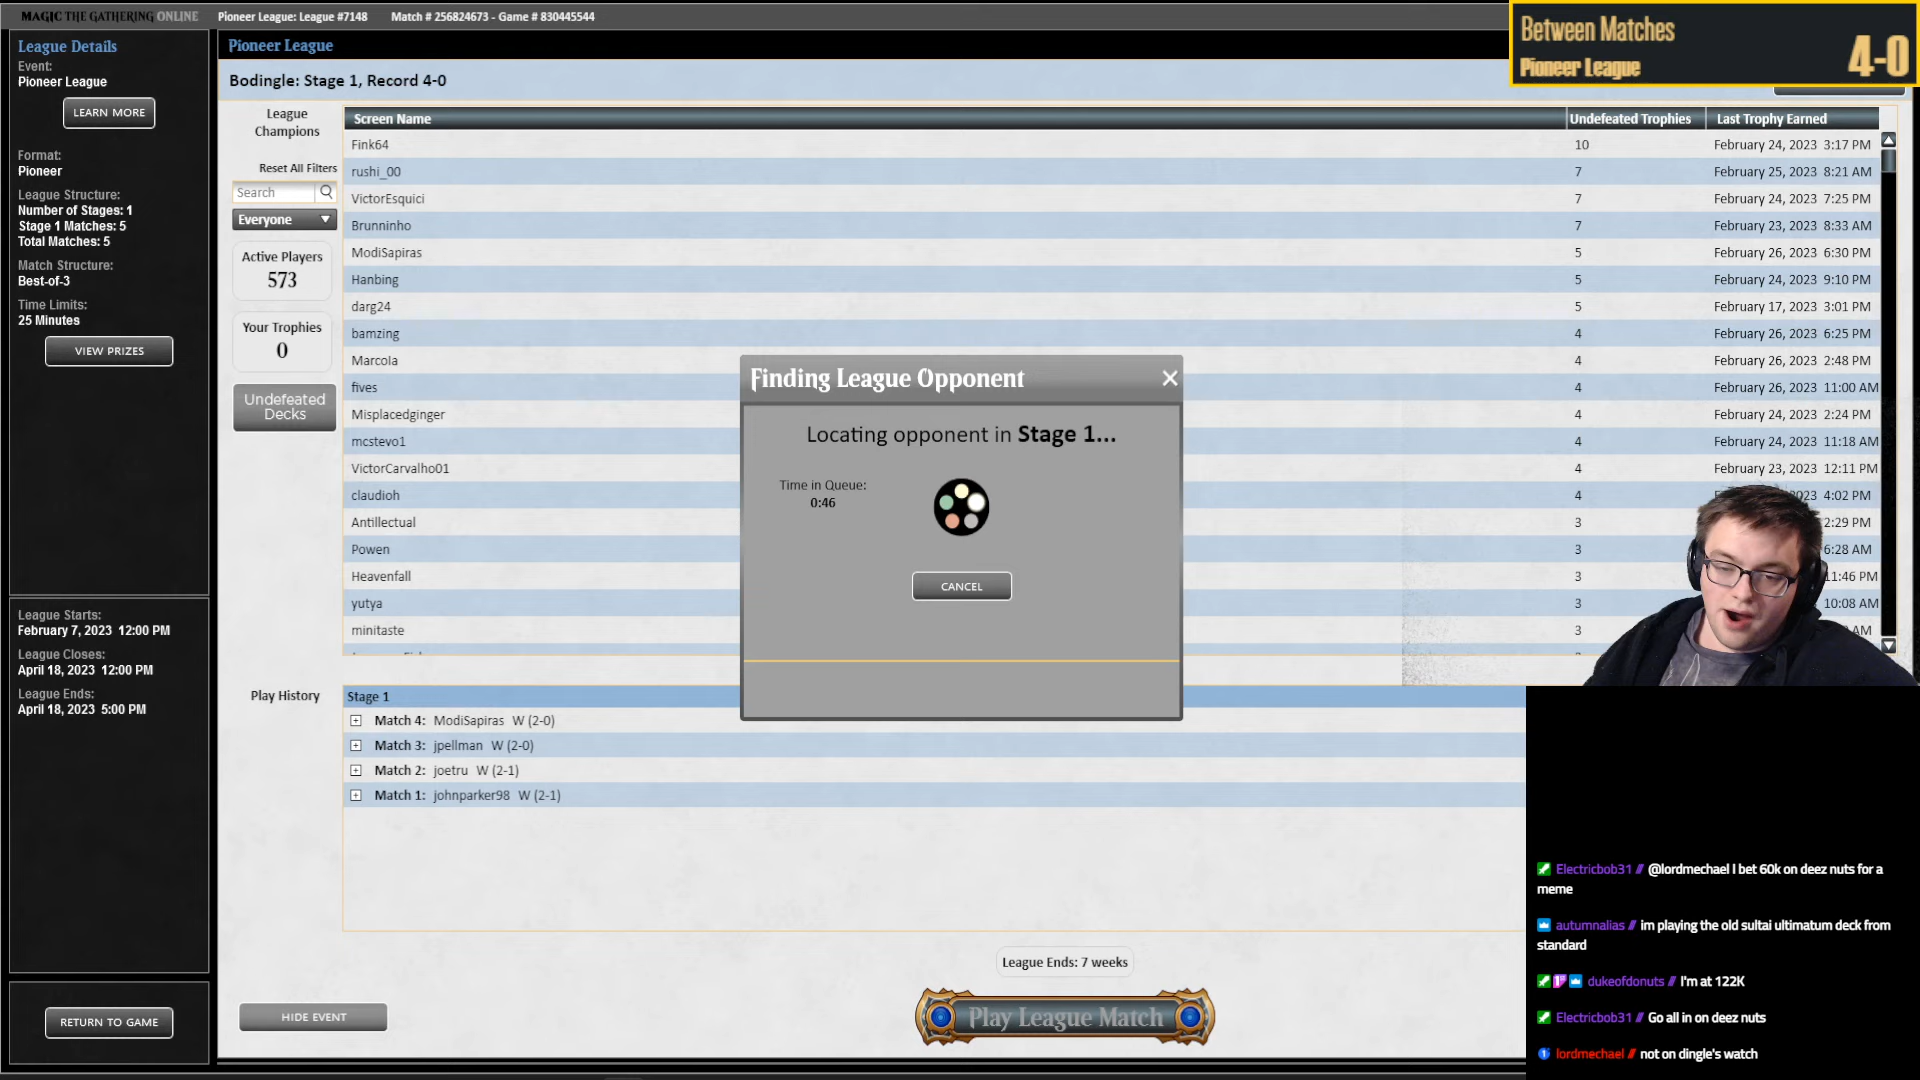 MAGIC THE GATHERING ONLINE
Pioneer League: League #7148
Match # 256824673 - Game # 830445544
Between Matches
Pioneer League
4-0
League Details
Event:
Pioneer League
LEARN MORE
Format:
Pioneer
League Structure:
Number of Stages: 1
Stage 1 Matches: 5
Total Matches: 5
Match Structure:
Best-of-3
Time Limits:
25 Minutes
VIEW PRIZES
League Starts:
February 7, 2023 12:00 PM
League Closes:
April 18, 2023 12:00 PM
League Ends:
April 18, 2023 5:00 PM
RETURN TO GAME
Pioneer League
Bodingle: Stage 1, Record 4-0
League
Champions
Reset All Filters
Search
Everyone
Active Players
573
Your Trophies
0
Undefeated
Decks
Screen Name Undefeated Trophies Last Trophy Earned
Fink64 10 February 24, 2023 3:17 PM
rushi_00 7 February 25, 2023 8:21 AM
VictorEsquici 7 February 24, 2023 7:25 PM
Brunninho 7 February 23, 2023 8:33 AM
ModiSapiras 5 February 26, 2023 6:30 PM
Hanbing 5 February 24, 2023 9:10 PM
darg24 5 February 17, 2023 3:01 PM
bamzing 4 February 26, 2023 6:25 PM
Marcola 4 February 26, 2023 2:48 PM
fives 4 February 26, 2023 11:00 AM
Misplacedginger 4 February 24, 2023 2:24 PM
mcstevo1 4 February 24, 2023 11:18 AM
VictorCarvalho01 4 February 23, 2023 12:11 PM
claudioh 4 4:02 PM
Antillectual 3 2:29 PM
Powen 3 6:28 AM
Heavenfall 3 11:46 PM
yutya 3 10:08 AM
minitaste 3 AM
Finding League Opponent
Locating opponent in Stage 1...
Time in Queue:
0:46
CANCEL
Play History
Stage 1
Match 4: ModiSapiras W (2-0)
Match 3: jpellman W (2-0)
Match 2: joetru W (2-1)
Match 1: johnparker98 W (2-1)
League Ends: 7 weeks
HIDE EVENT
Play League Match
Electricbob31 // @lordmechael I bet 60k on deez nuts for a
meme
autumnalias // im playing the old sultai ultimatum deck from
standard
dukeofdonuts // I'm at 122K
Electricbob31 // Go all in on deez nuts
lordmechael // not on dingle's watch